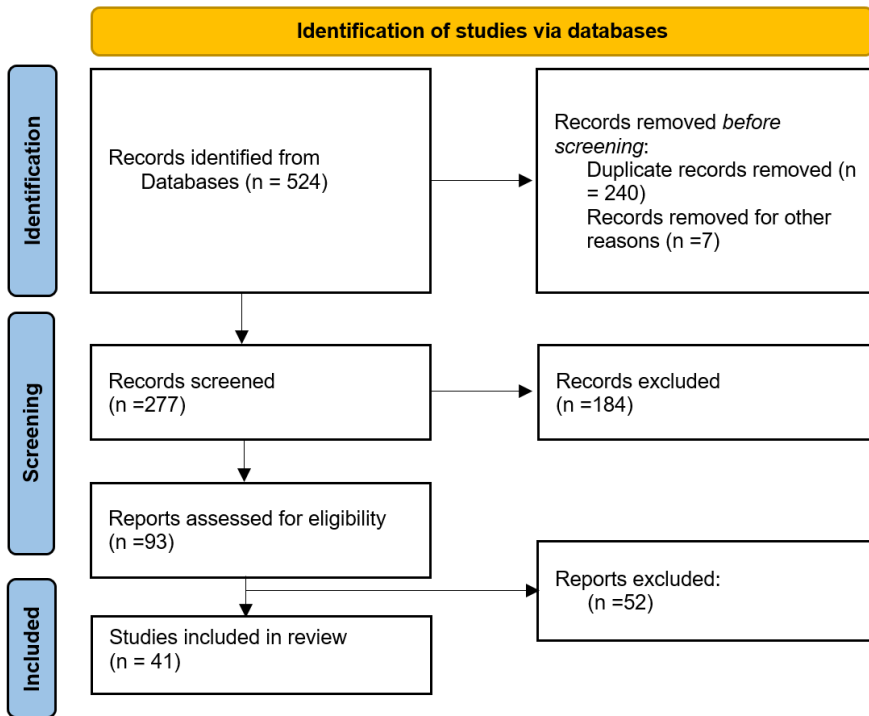 Identification of studies via databases
Identification
Records identified from
Databases (n = 524)
Records removed before
screening:
Duplicate records removed (n
= 240)
Records removed for other
reasons (n =7)
Screening
Records screened
(n =277)
Records excluded
(n =184)
Reports assessed for eligibility
(n =93)
Reports excluded:
(n =52)
Included
Studies included in review
(n = 41)